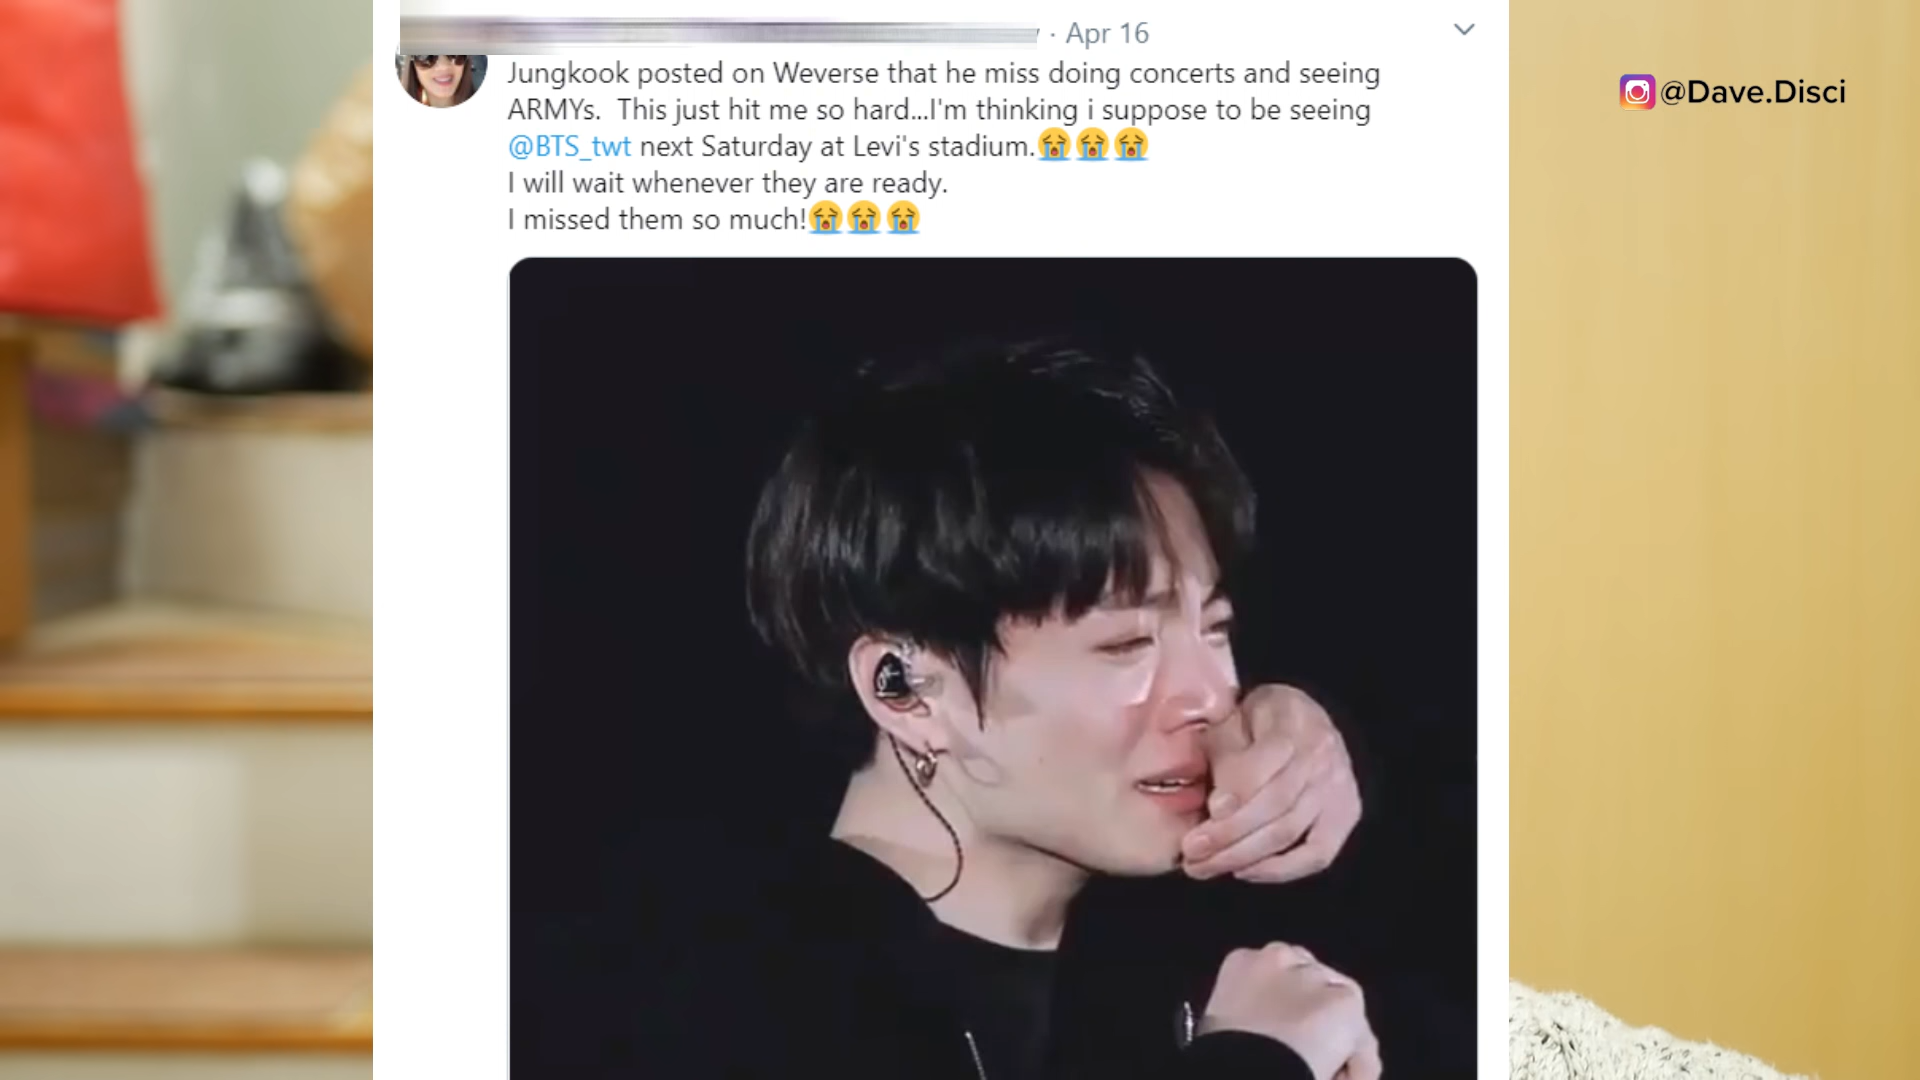 · Apr 16
Jungkook posted on Weverse that he miss doing concerts and seeing
ARMYs. This just hit me so hard...I'm thinking i suppose to be seeing
@BTS_twt next Saturday at Levi's stadium.😭😭😭
I will wait whenever they are ready.
I missed them so much!😭😭😭
@Dave.Disci